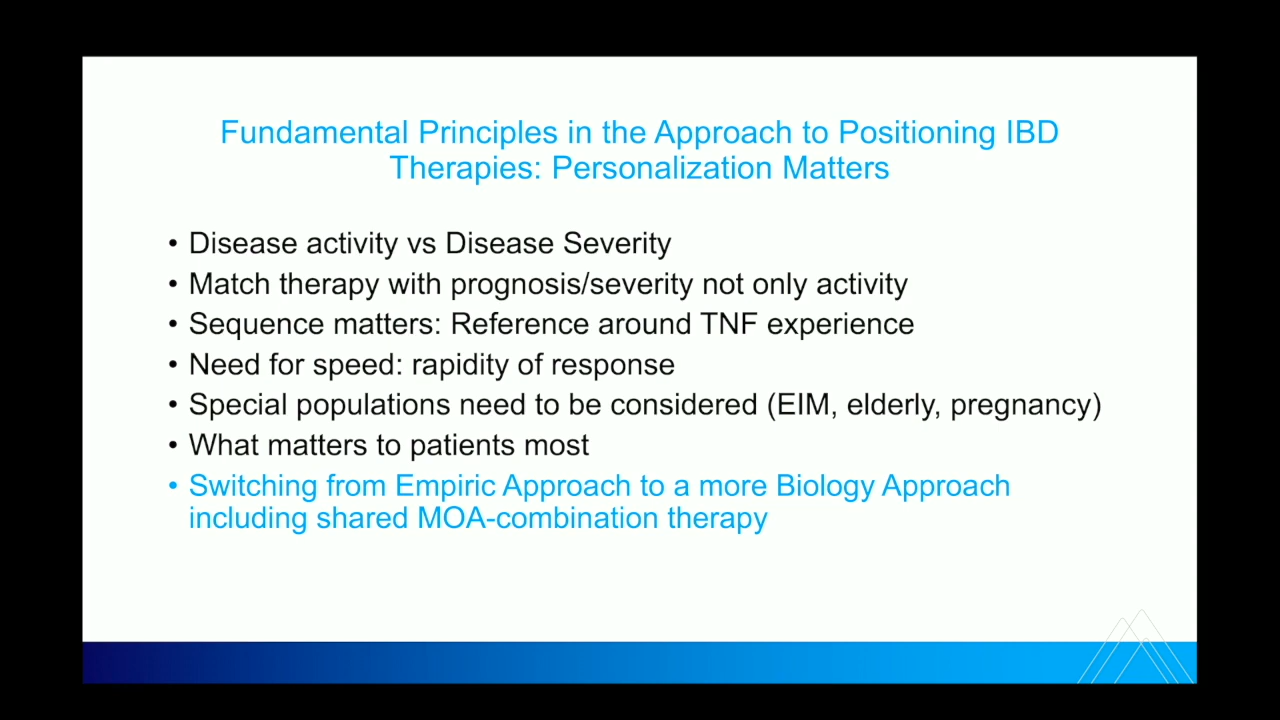 Fundamental Principles in the Approach to Positioning IBD
Therapies: Personalization Matters
• Disease activity vs Disease Severity
• Match therapy with prognosis/severity not only activity
• Sequence matters: Reference around TNF experience
• Need for speed: rapidity of response
• Special populations need to be considered (EIM, elderly, pregnancy)
• What matters to patients most
• Switching from Empiric Approach to a more Biology Approach
including shared MOA-combination therapy